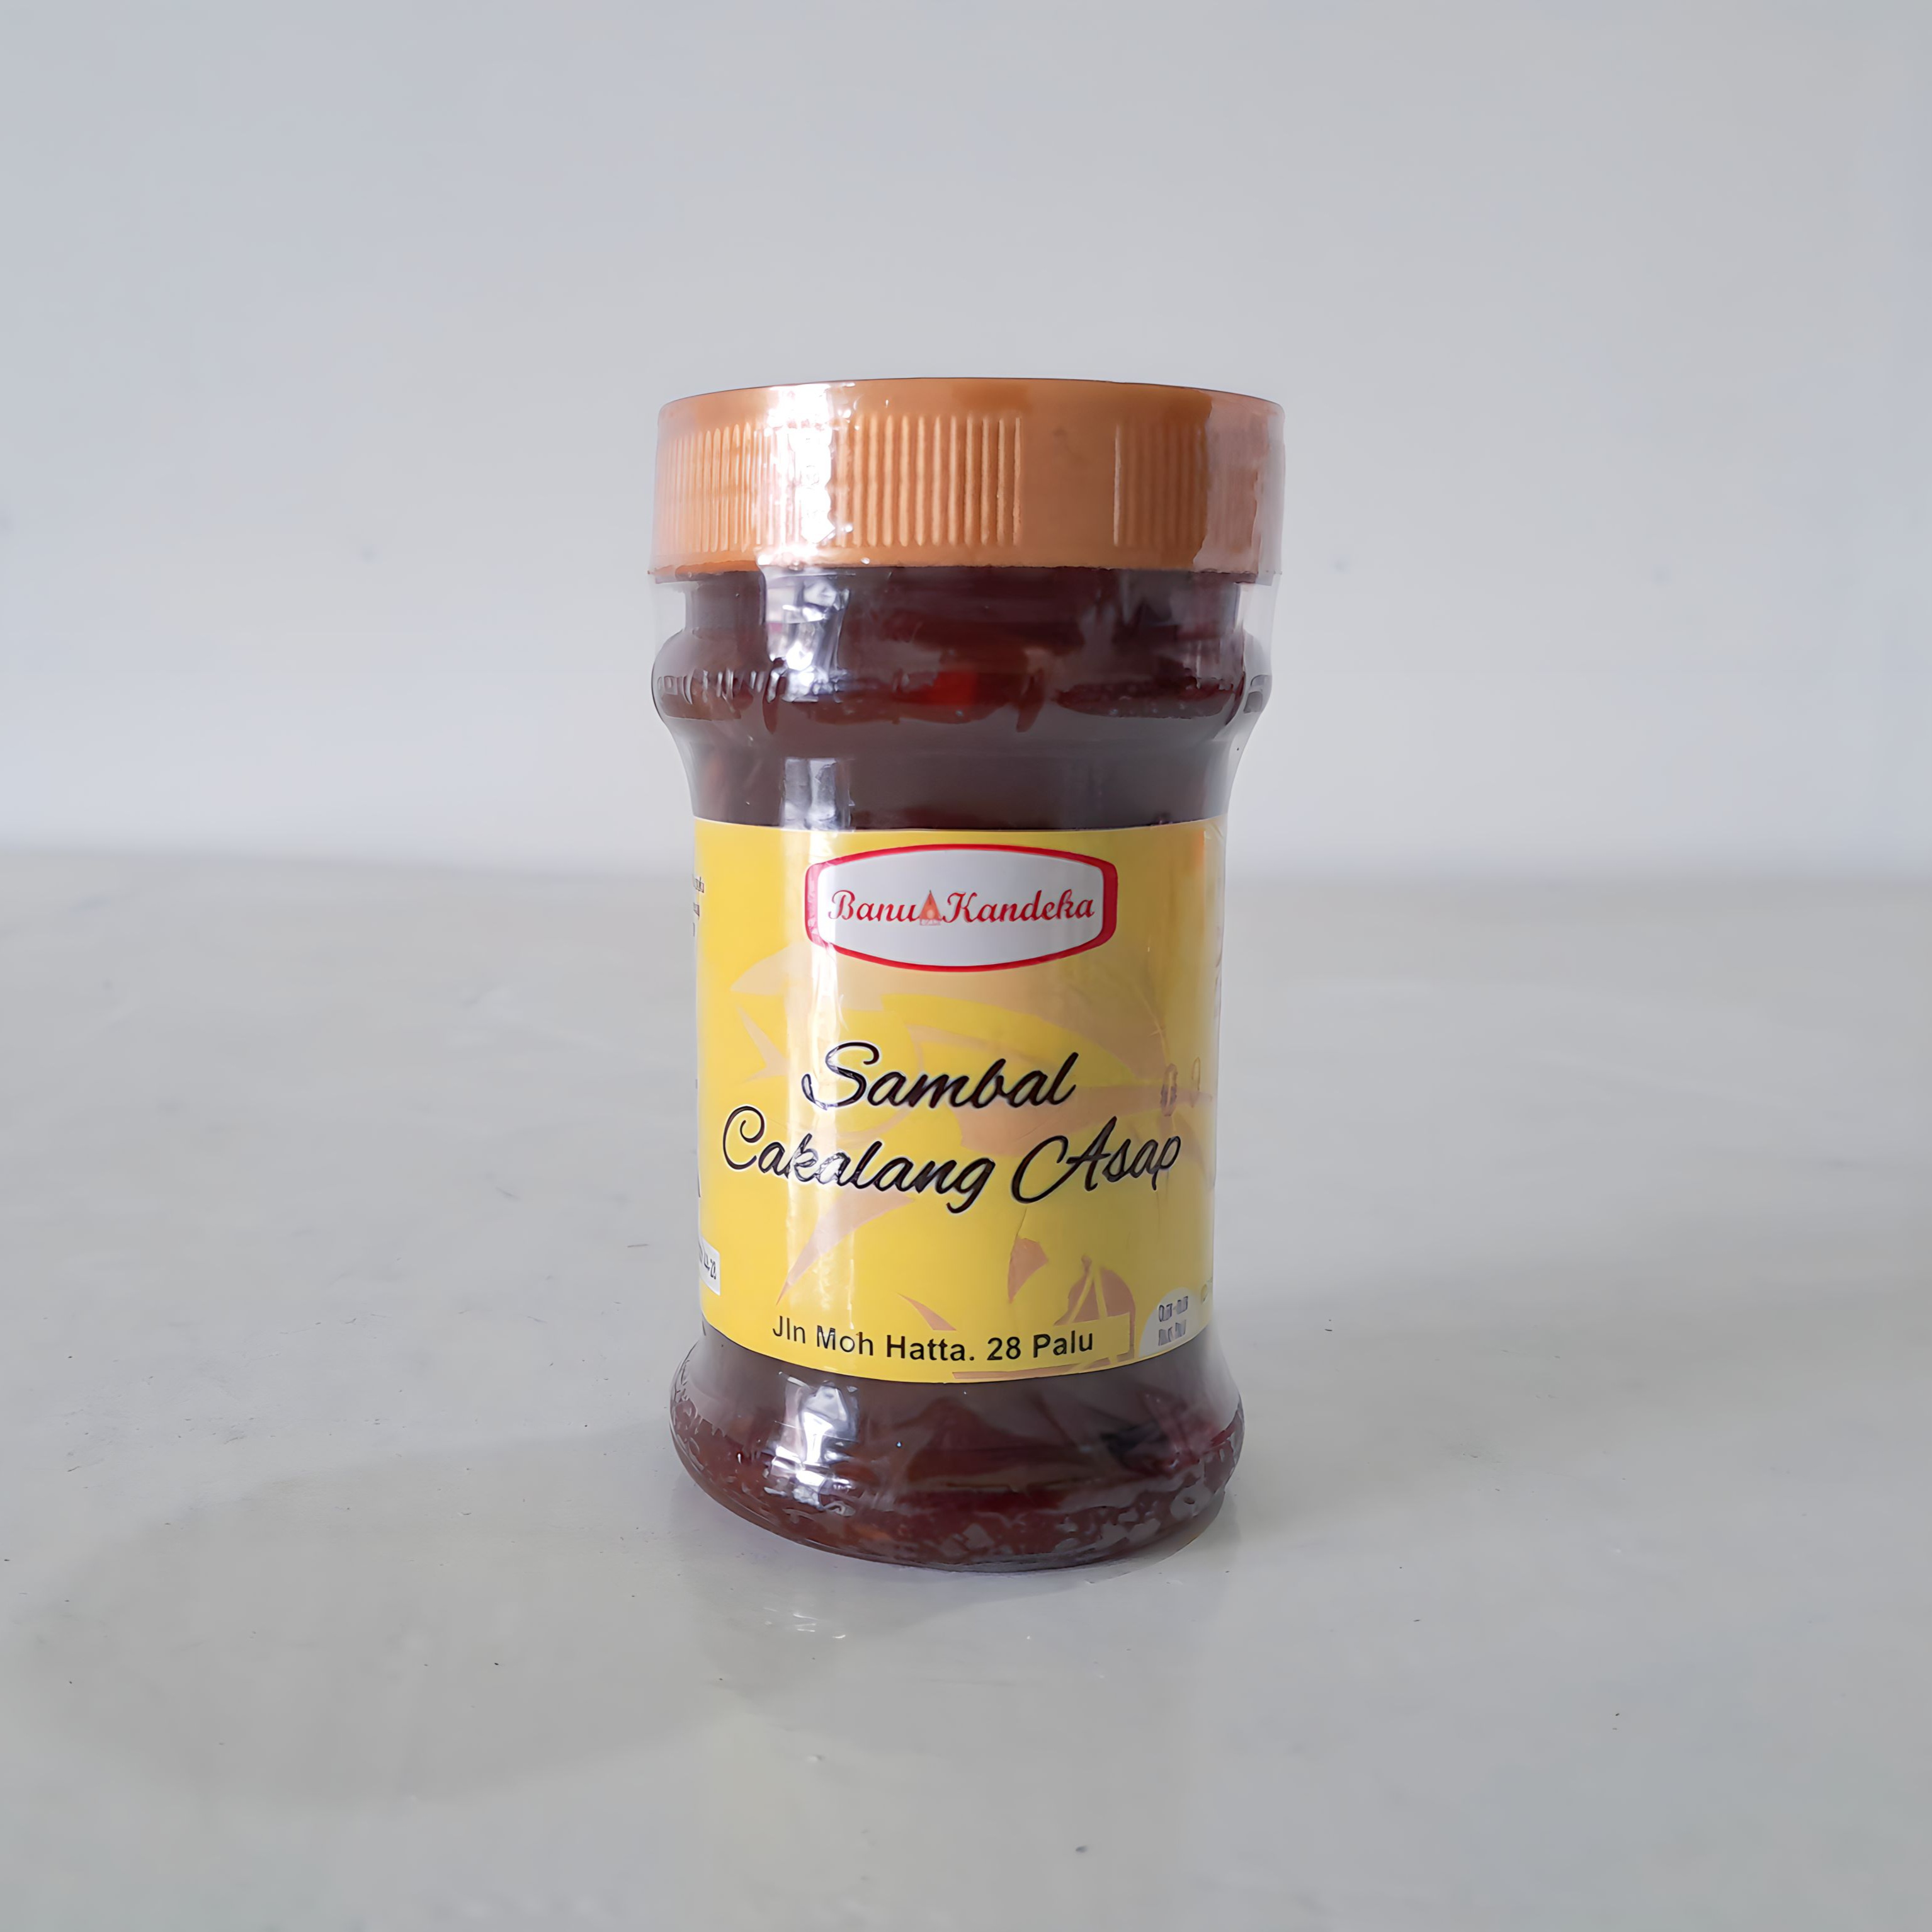 Banu Kandeka
Sambal
Cakalang Asap
Jln Moh Hatta. 28 Palu